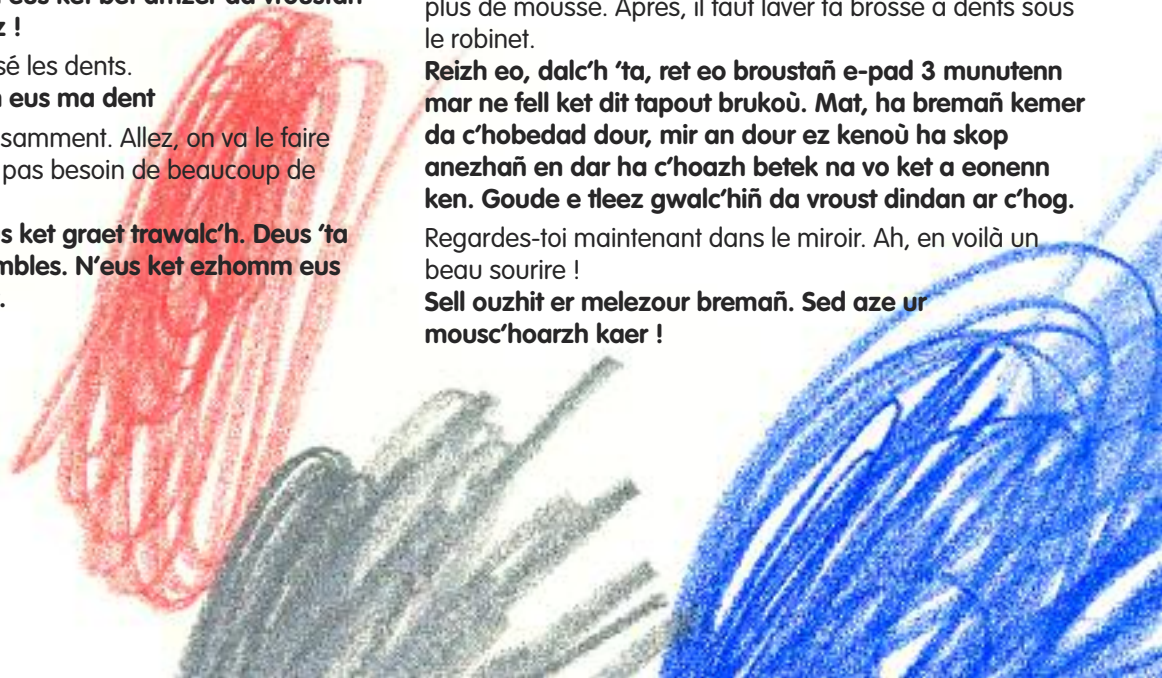 z !
sé les dents.
eus ma dent
samment. Allez, on va le faire
pas besoin de beaucoup de
s ket graet trawalc’h. Deus ‘ta
mbles. N’eus ket ezhomm eus
.
plus de mousse. Après, il faut laver ta brosse à dents sous
le robinet.
Reizh eo, dalc’h ‘ta, ret eo broustañ e-pad 3 munutenn
mar ne fell ket dit tapout brukoù. Mat, ha bremañ kemer
da c’hobedad dour, mir an dour ez kenoù ha skop
anezhañ en dar ha c’hoazh betek na vo ket a eonenn
ken. Goude e tleez gwalc’hiñ da vroust dindan ar c’hog.
Regardes-toi maintenant dans le miroir. Ah, en voilà un
beau sourire !
Sell ouzhit er melezour bremañ. Sed aze ur
mousc’hoarzh kaer !